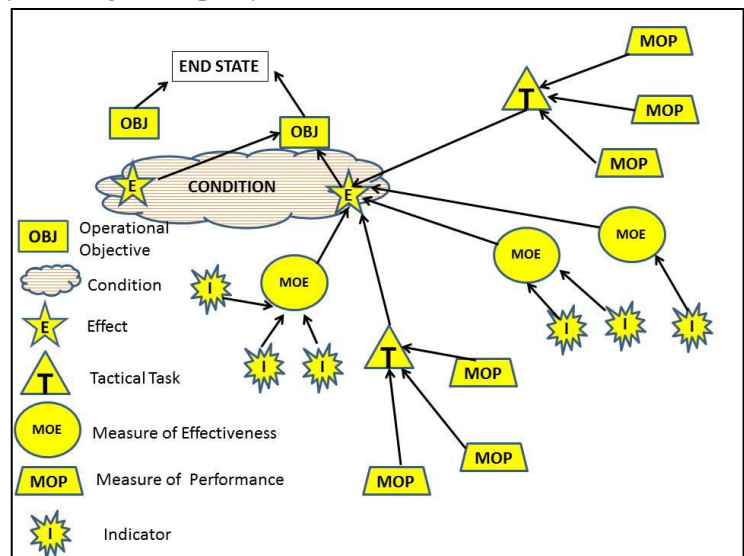 END STATE
MOP
T
MOP
MOP
OBJ
OBJ
E
CONDITION
E
MOE
MOE
MOE
I
I
I
I
I
I
T
MOP
MOP
MOP
OBJ
Operational
Objective
Condition
E
Effect
T
Tactical Task
MOE
Measure of Effectiveness
MOP
Measure of Performance
I
Indicator